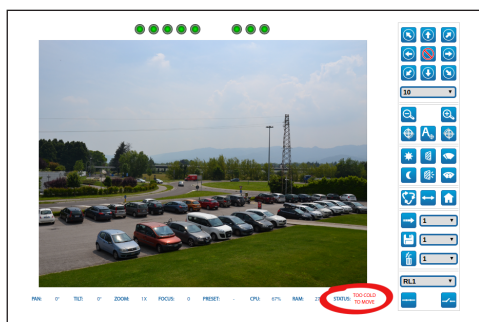 10
A
1
1
1
RL1
PAN: 0° TILT: 0° ZOOM: 1X FOCUS: 0 PRESET: - CPU: 67% RAM: STATUS: TOO COLD
TO MOVE